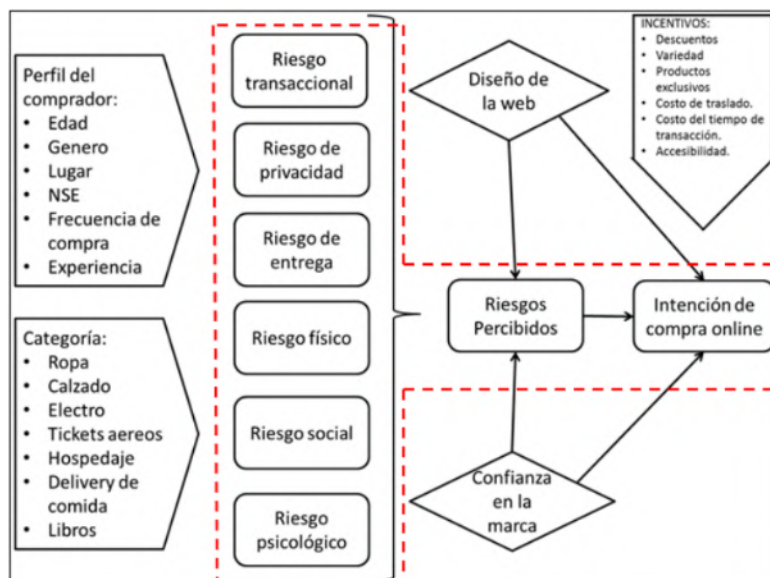 Perfil del
comprador:
• Edad
• Genero
• Lugar
• NSE
• Frecuencia de
compra
• Experiencia
Categoría:
• Ropa
• Calzado
• Electro
• Tickets aereos
• Hospedaje
• Delivery de
comida
• Libros
Riesgo
transaccional
Riesgo de
privacidad
Riesgo de
entrega
Riesgo físico
Riesgo social
Riesgo
psicológico
Diseño de
la web
Riesgos
Percibidos
Confianza
en la
marca
INCENTIVOS:
• Descuentos
• Variedad
• Productos
exclusivos
• Costo de traslado.
• Costo del tiempo de
transacción.
• Accesibilidad.
Intención de
compra online